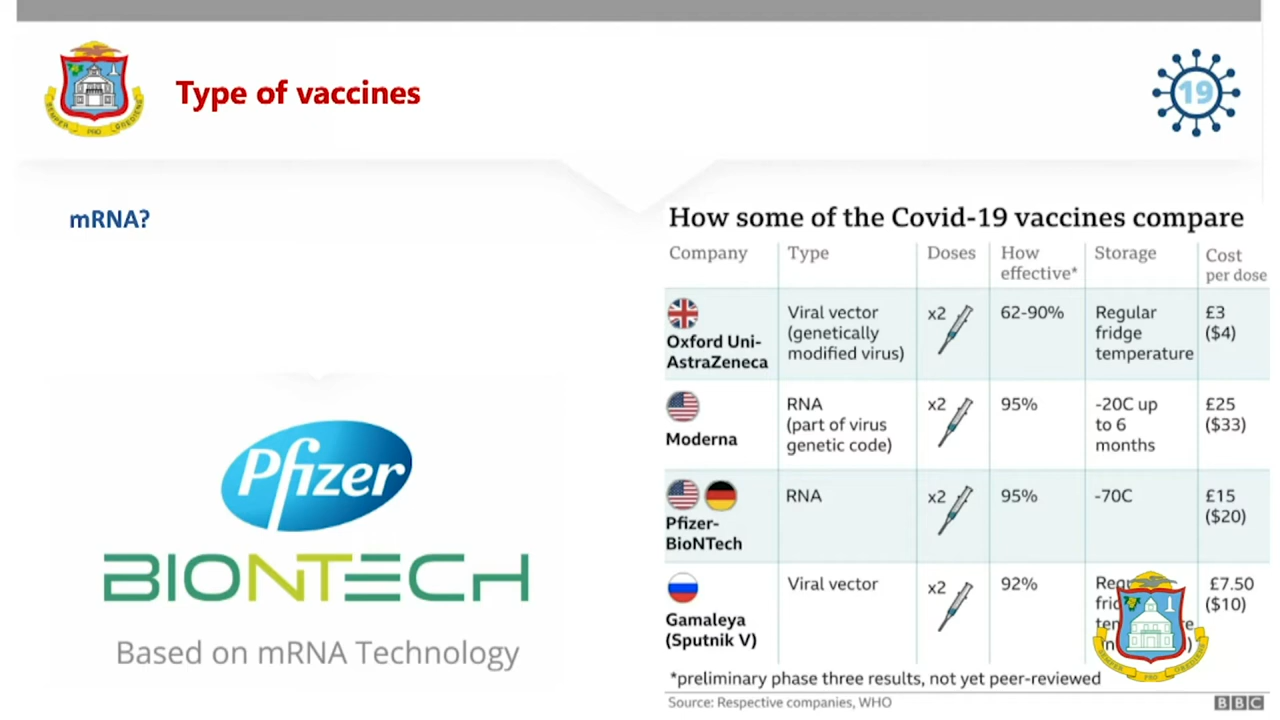 Type of vaccines
19
SEMPER PRO
mRNA?
Pfizer
BIONTECH
Based on mRNA Technology
How some of the Covid-19 vaccines compare
Company Type Doses How effective* Storage Cost per dose
Oxford Uni-AstraZeneca Viral vector (genetically modified virus) x2 62-90% Regular fridge temperature £3 ($4)
Moderna RNA (part of virus genetic code) x2 95% -20C up to 6 months £25 ($33)
Pfizer-BioNTech RNA x2 95% -70C £15 ($20)
Gamaleya (Sputnik V) Viral vector x2 92% £7.50 ($10)
*preliminary phase three results, not yet peer-reviewed
Source: Respective companies, WHO
BBC